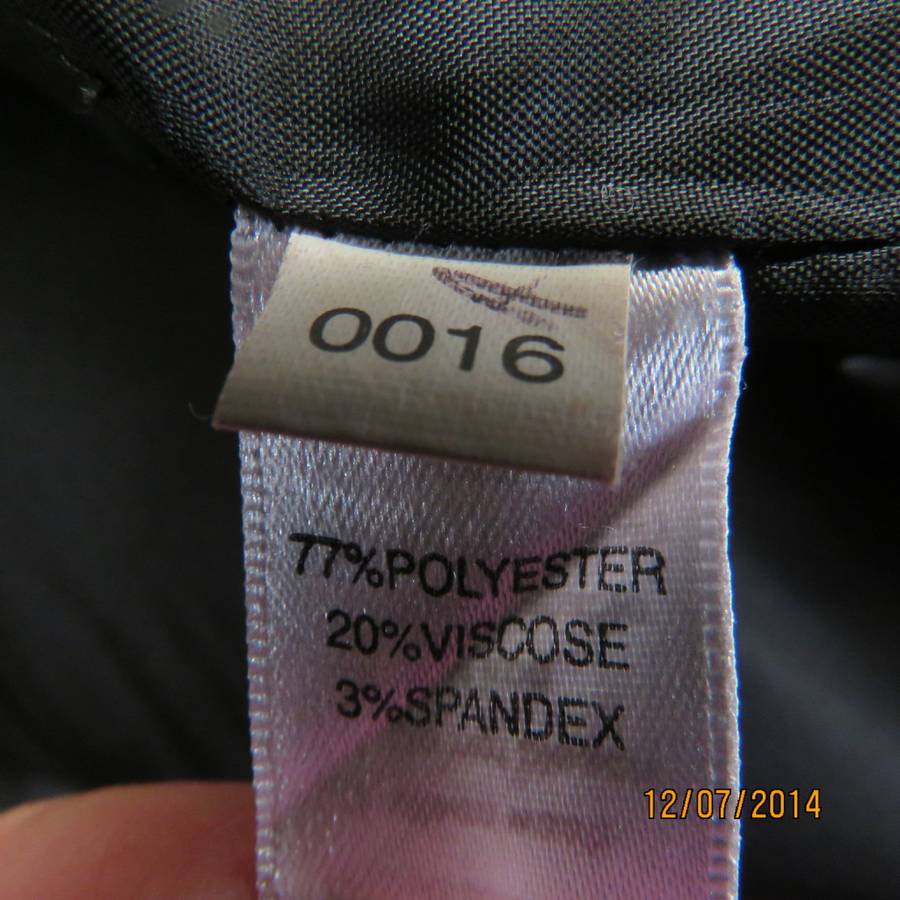 0016
77%POLYESTER
20%VISCOSE
3%SPANDEX
12/07/2014